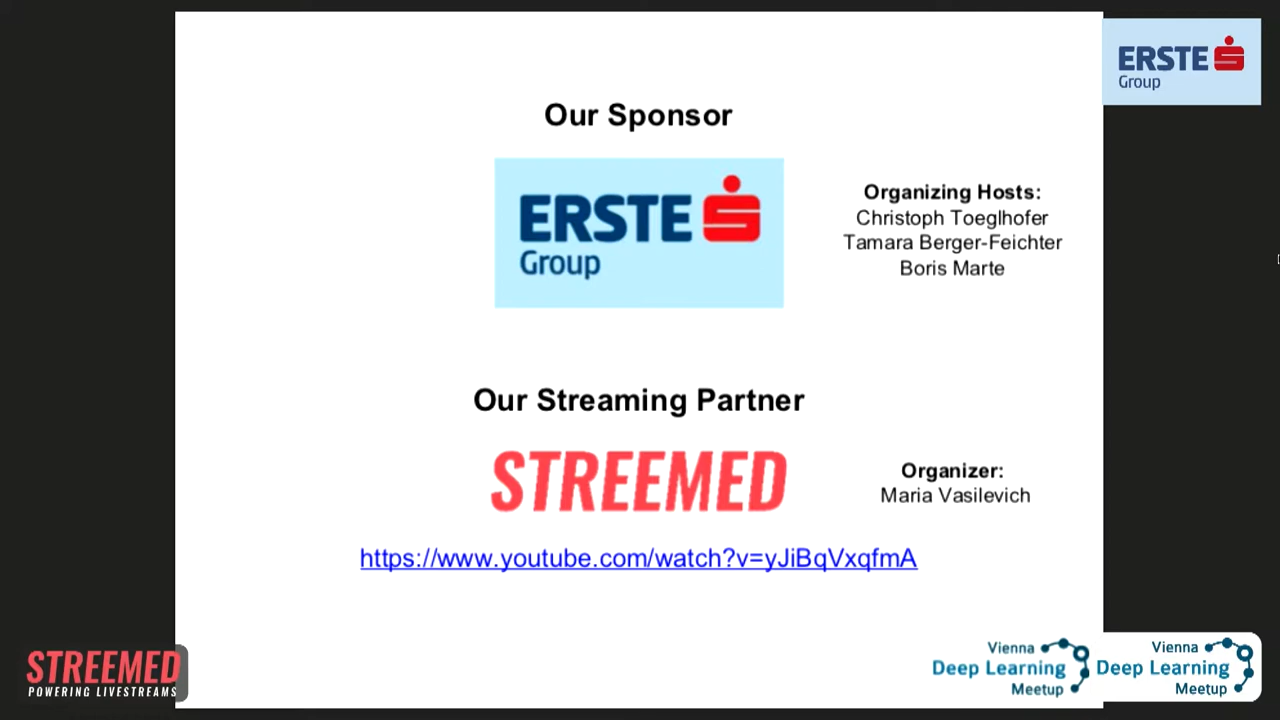 ERSTE
Group
Our Sponsor
ERSTE
Group
Organizing Hosts:
Christoph Toeglhofer
Tamara Berger-Feichter
Boris Marte
Our Streaming Partner
STREEMED
Organizer:
Maria Vasilevich
https://www.youtube.com/watch?v=yJiBqVxqfmA
STREEMED
POWERING LIVESTREAMS
Vienna
Deep Learning
Meetup
Vienna
Deep Learning
Meetup